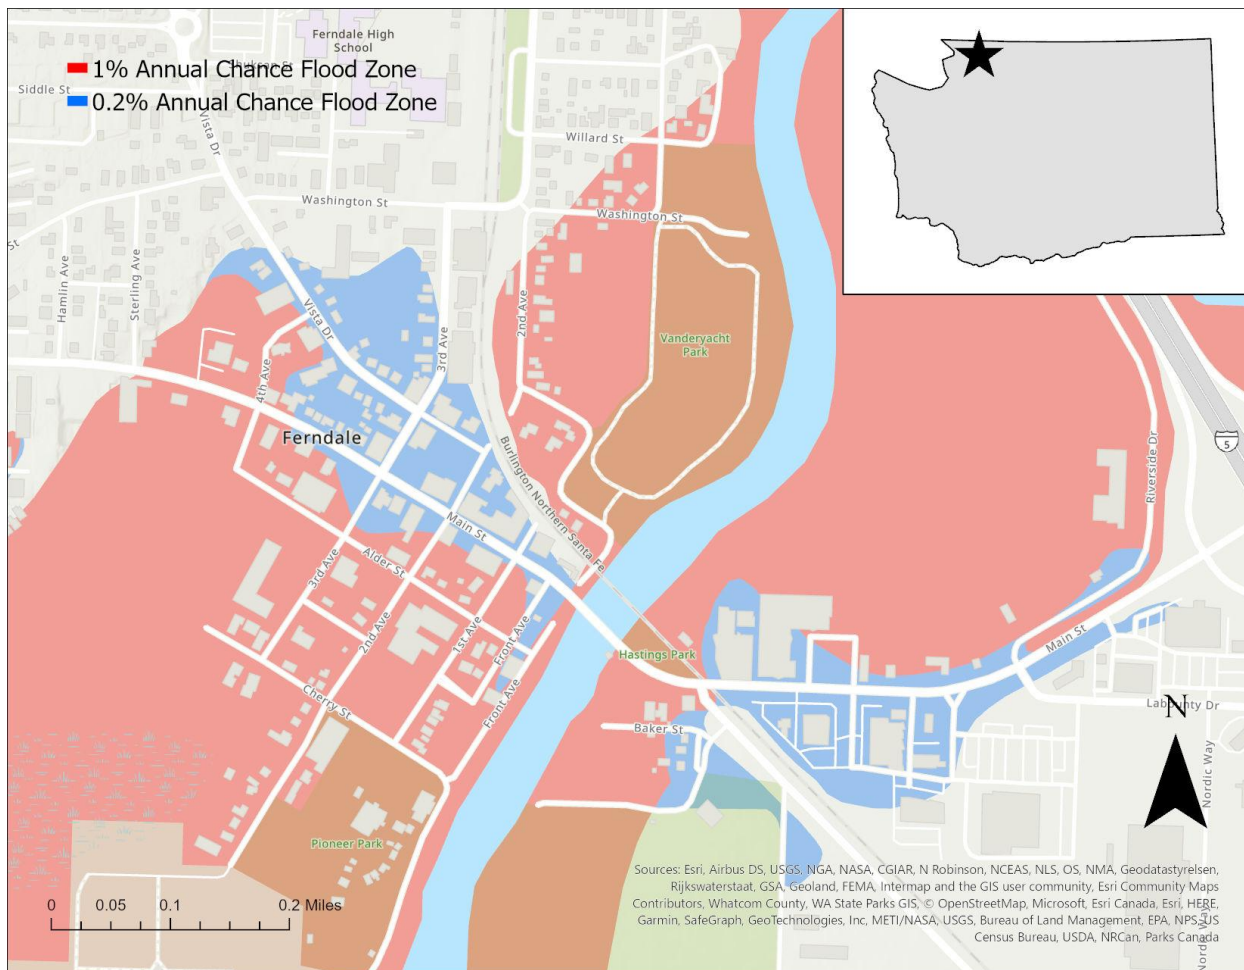 Ferndale High
School
1% Annual Chance Flood Zone
Siddle St
0.2% Annual Chance Flood Zone
Vista Dr
Willard St
Washington St
Washington St
St
Hamlin Ave
Sterling Ave
2nd Ave
Vista Dr
3rd Ave
Vanderyacht
Park
4th Ave
Ferndale
Burlington Northern Santa Fe
5
Riverside Dr
Main St
Alder St
3rd Ave
2nd Ave
1st Ave
Front Ave
Main St
Hastings Park
Front Ave
Cherry St
Baker St
Labounty Dr
N
Nordic Way
Pioneer Park
Sources: Esri, Airbus DS, USGS, NGA, NASA, CGIAR, N Robinson, NCEAS, NLS, OS, NMA, Geodatastyrelsen,
Rijkswaterstaat, GSA, Geoland, FEMA, Intermap and the GIS user community, Esri Community Maps
Contributors, Whatcom County, WA State Parks GIS, © OpenStreetMap, Microsoft, Esri Canada, Esri, HERE,
Garmin, SafeGraph, GeoTechnologies, Inc, METI/NASA, USGS, Bureau of Land Management, EPA, NPS, US
Census Bureau, USDA, NRCan, Parks Canada
0 0.05 0.1 0.2 Miles
Nordic Way